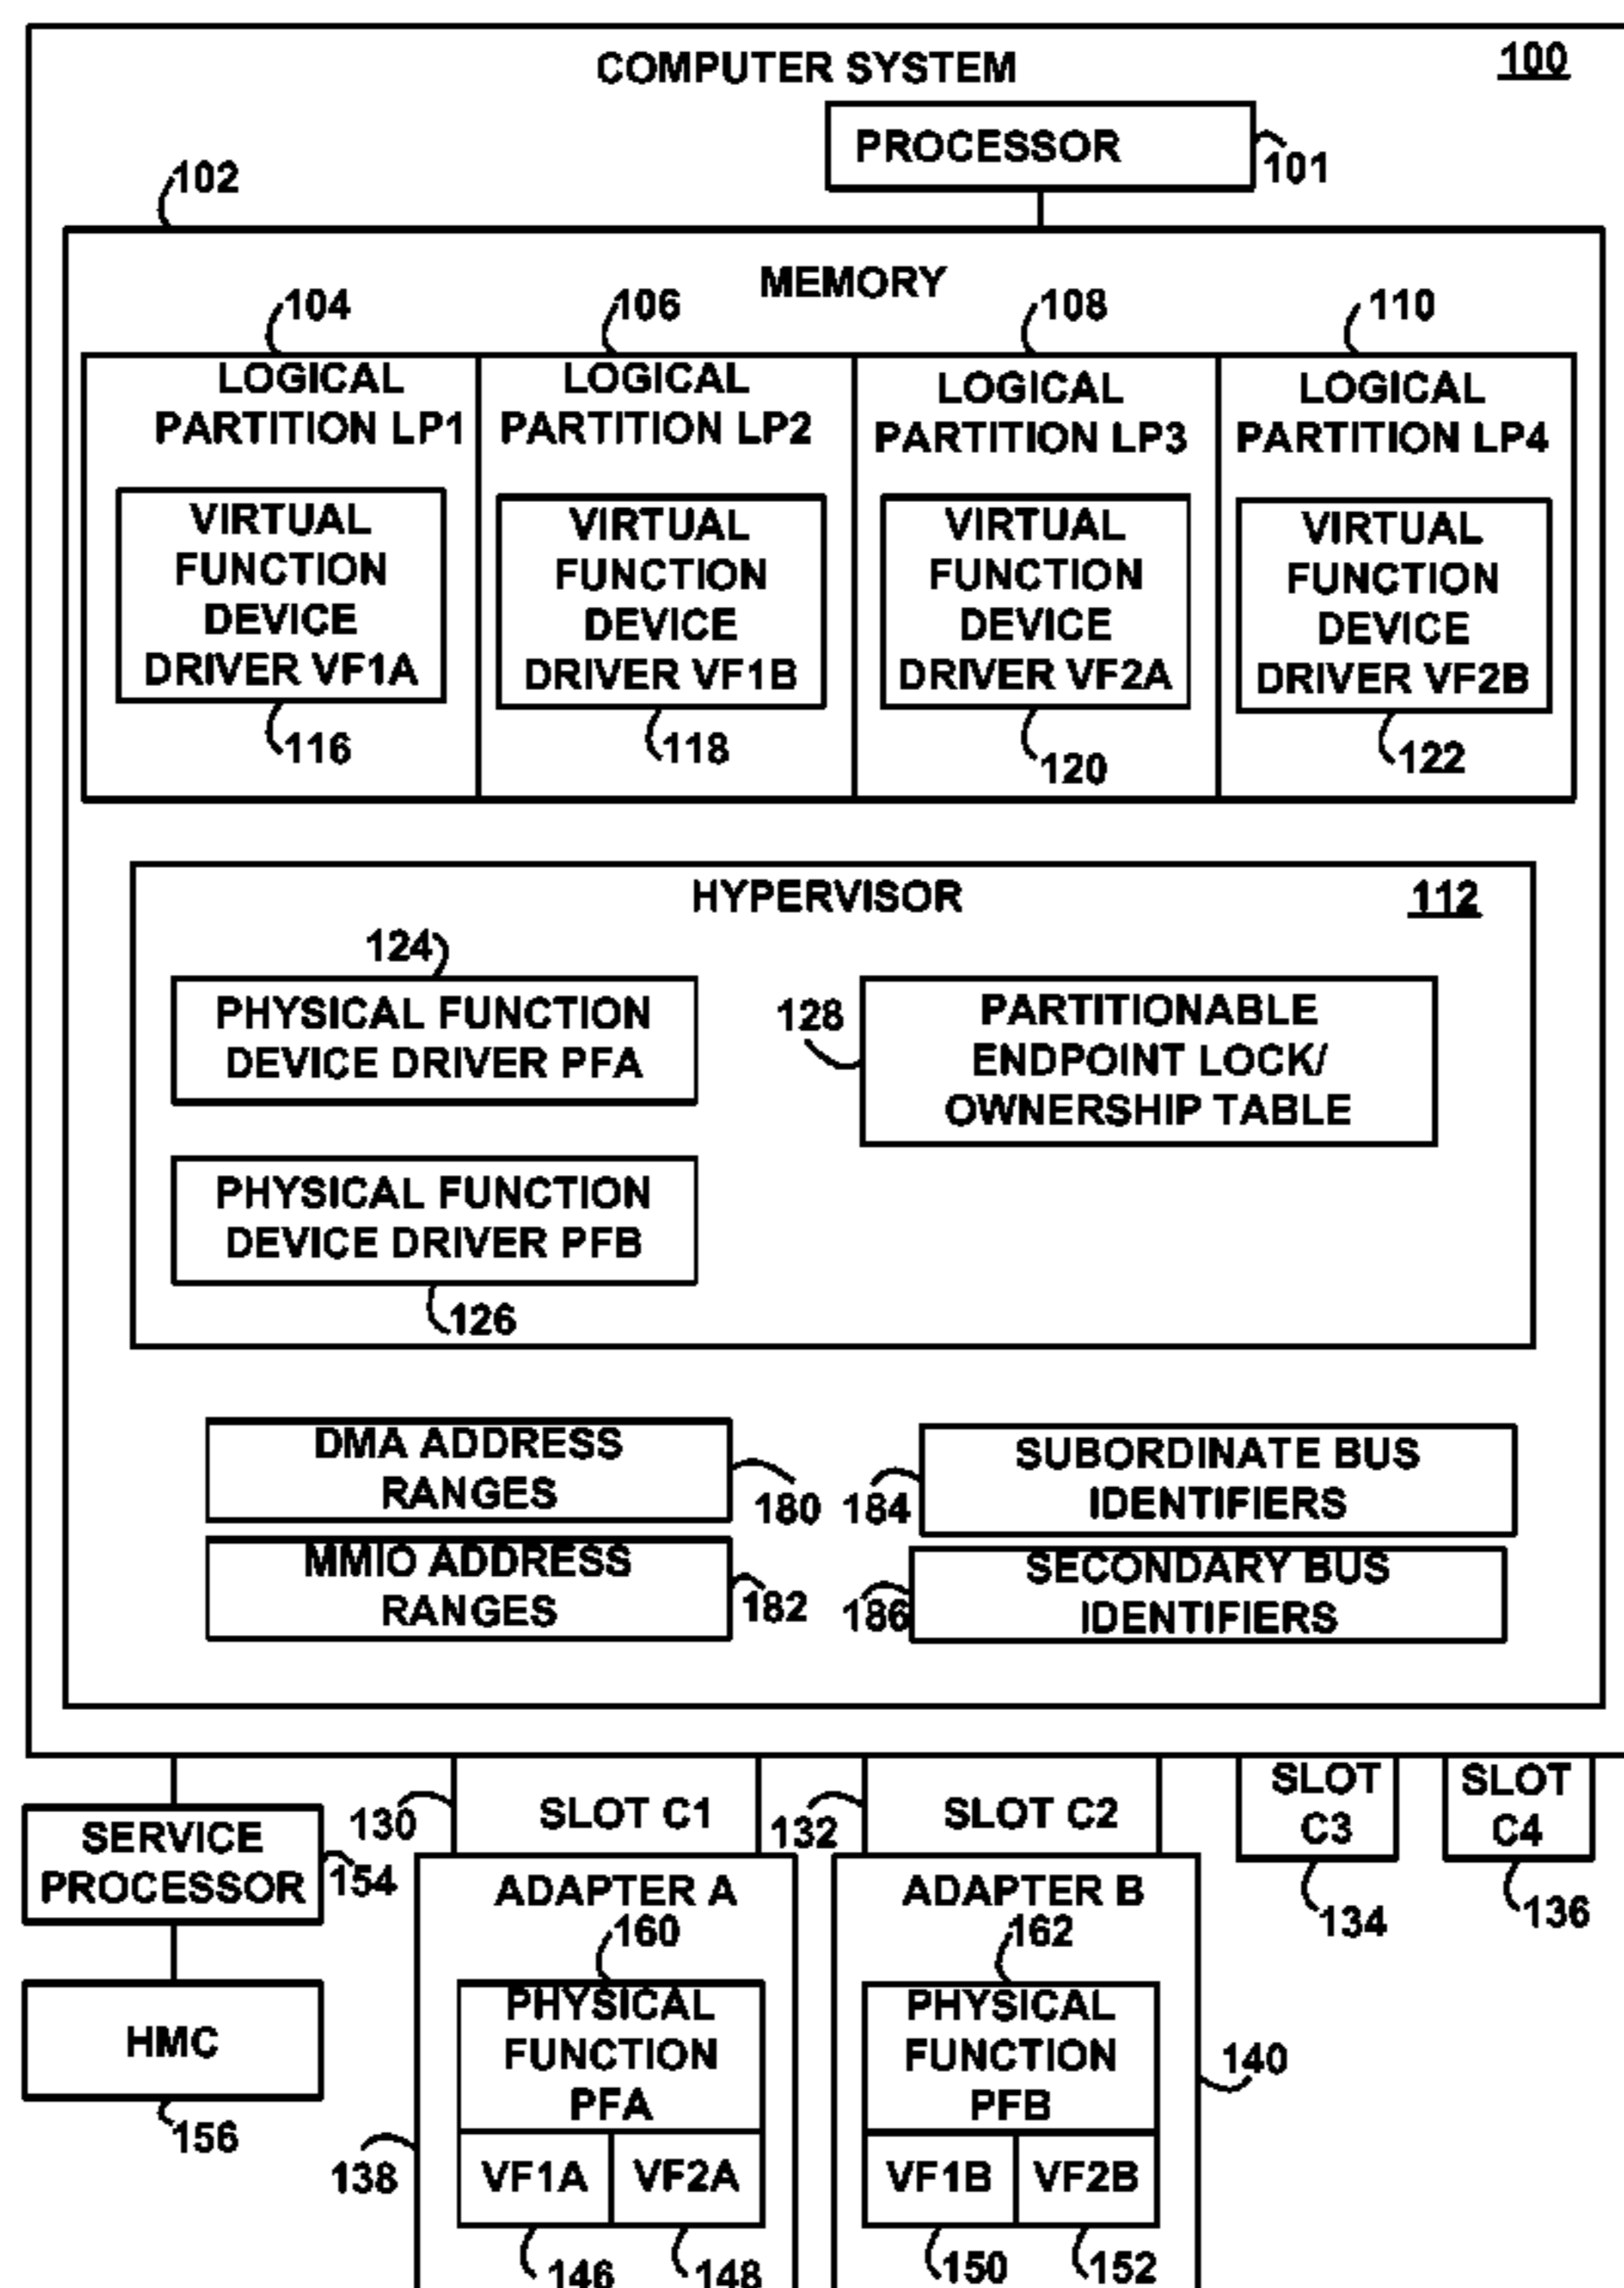 COMPUTER SYSTEM
100
PROCESSOR
101
102
MEMORY
104
106
108
110
LOGICAL
PARTITION LP1
LOGICAL
PARTITION LP2
LOGICAL
PARTITION LP3
LOGICAL
PARTITION LP4
VIRTUAL
FUNCTION
DEVICE
DRIVER VF1A
VIRTUAL
FUNCTION
DEVICE
DRIVER VF1B
VIRTUAL
FUNCTION
DEVICE
DRIVER VF2A
VIRTUAL
FUNCTION
DEVICE
DRIVER VF2B
116
118
120
122
HYPERVISOR
112
124
PHYSICAL FUNCTION
DEVICE DRIVER PFA
128
PARTITIONABLE
ENDPOINT LOCK/
OWNERSHIP TABLE
PHYSICAL FUNCTION
DEVICE DRIVER PFB
126
DMA ADDRESS
RANGES
180
184
SUBORDINATE BUS
IDENTIFIERS
MMIO ADDRESS
RANGES
182
186
SECONDARY BUS
IDENTIFIERS
SERVICE
PROCESSOR
154
130
SLOT C1
132
SLOT C2
SLOT
C3
134
SLOT
C4
136
HMC
156
ADAPTER A
160
PHYSICAL
FUNCTION
PFA
138
VF1A
VF2A
146
148
ADAPTER B
162
PHYSICAL
FUNCTION
PFB
140
VF1B
VF2B
150
152